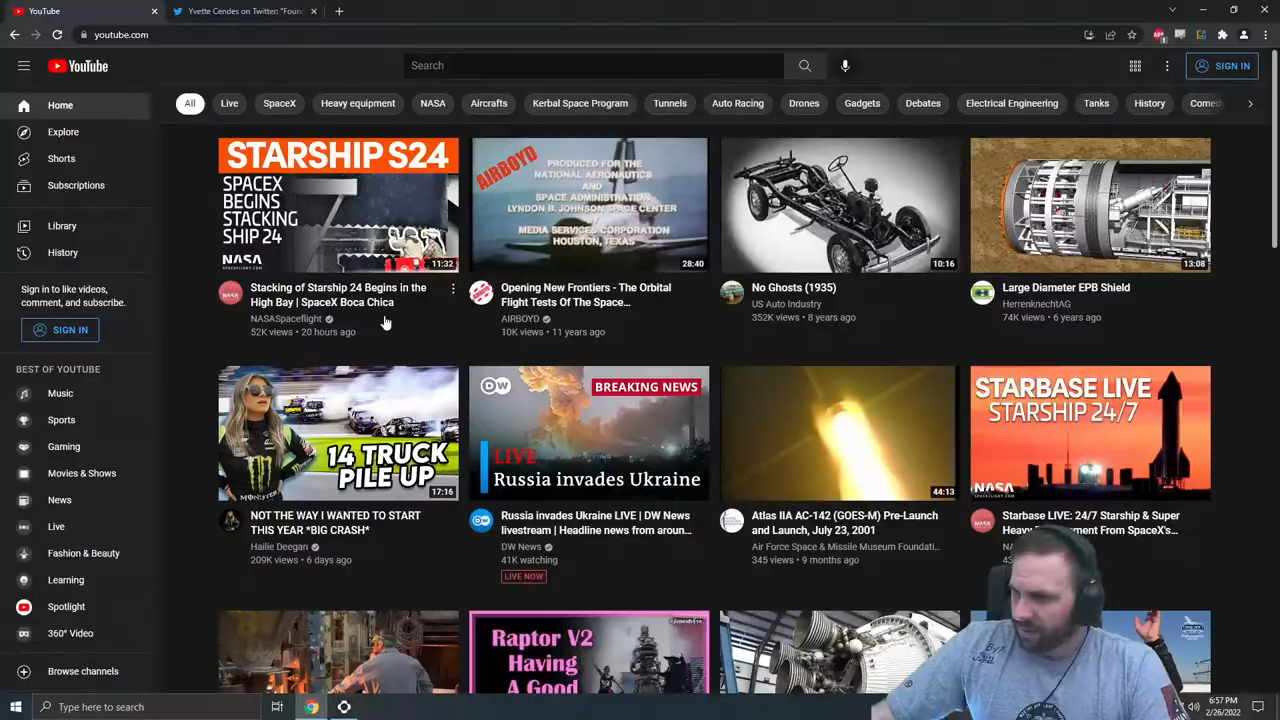 YouTube
Yvette Cendes on Twitter: "Foun
youtube.com
1
YouTube
Search
SIGN IN
All
Live
SpaceX
Heavy equipment
NASA
Aircrafts
Kerbal Space Program
Tunnels
Auto Racing
Drones
Gadgets
Debates
Electrical Engineering
Tanks
History
Comed
Home
Explore
Shorts
Subscriptions
Library
History
Sign in to like videos,
comment, and subscribe.
SIGN IN
BEST OF YOUTUBE
Music
Sports
Gaming
Movies & Shows
News
Live
Fashion & Beauty
Learning
Spotlight
360° Video
Browse channels
STARSHIP S24
SPACEX
BEGINS
STACKING
SHIP 24
NASA
SPACEFLIGHT.COM
11:32
Stacking of Starship 24 Begins in the
High Bay | SpaceX Boca Chica
NASASpaceflight
52K views • 20 hours ago
AIRBOYD
PRODUCED FOR THE
NATIONAL AERONAUTICS
AND
SPACE ADMINISTRATION
LYNDON B. JOHNSON SPACE CENTER
BY
MEDIA SERVICES CORPORATION
HOUSTON, TEXAS
28:40
Opening New Frontiers - The Orbital
Flight Tests Of The Space...
AIRBOYD
10K views • 11 years ago
10:16
No Ghosts (1935)
US Auto Industry
352K views • 8 years ago
13:08
Large Diameter EPB Shield
HerrenknechtAG
74K views • 6 years ago
14 TRUCK
PILE UP
17:16
NOT THE WAY I WANTED TO START
THIS YEAR *BIG CRASH*
Hailie Deegan
209K views • 6 days ago
DW
BREAKING NEWS
LIVE
Russia invades Ukraine
Russia invades Ukraine LIVE | DW News
livestream | Headline news from aroun...
DW News
41K watching
LIVE NOW
44:13
Atlas IIA AC-142 (GOES-M) Pre-Launch
and Launch, July 23, 2001
Air Force Space & Missile Museum Foundati...
345 views • 9 months ago
STARBASE LIVE
STARSHIP 24/7
NASA
Starbase LIVE: 24/7 Starship & Super
Raptor V2
Having
A Good
Type here to search
6:57 PM
2/26/2022